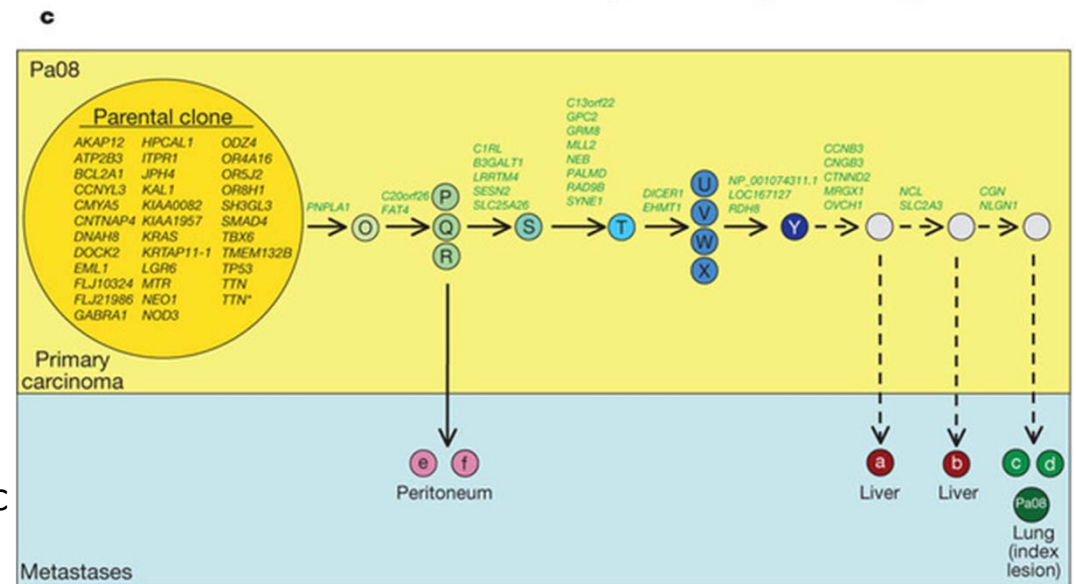 c
Pa08
Parental clone
AKAP12 HPCAL1 ODZ4
ATP2B3 ITPR1 OR4A16
BCL2A1 JPH4 OR5J2
CCNYL3 KAL1 OR8H1
CMYA5 KIAA0082 SH3GL3
CNTNAP4 KIAA1957 SMAD4
DNAH8 KRAS TBX6
DOCK2 KRTAP11-1 TMEM132B
EML1 LGR6 TP53
FLJ10324 MTR TTN
FLJ21986 NEO1 TTN*
GABRA1 NOD3
Primary
carcinoma
PNPLA1
O
C20orf26
FAT4
P
Q
R
C1RL
B3GALT1
LRRTM4
SESN2
SLC25A26
S
C13orf22
GPC2
GRM8
MLL2
NEB
PALMD
RAD9B
SYNE1
T
DICER1
EHMT1
U
V
W
X
NP_001074311.1
LOC167127
RDH8
Y
CCNB3
CNGB3
CTNND2
MRGX1
OVCH1
NCL
SLC2A3
CGN
NLGN1
e f
Peritoneum
a
Liver
b
Liver
c d
Pa08
Lung
(index
lesion)
C
Metastases